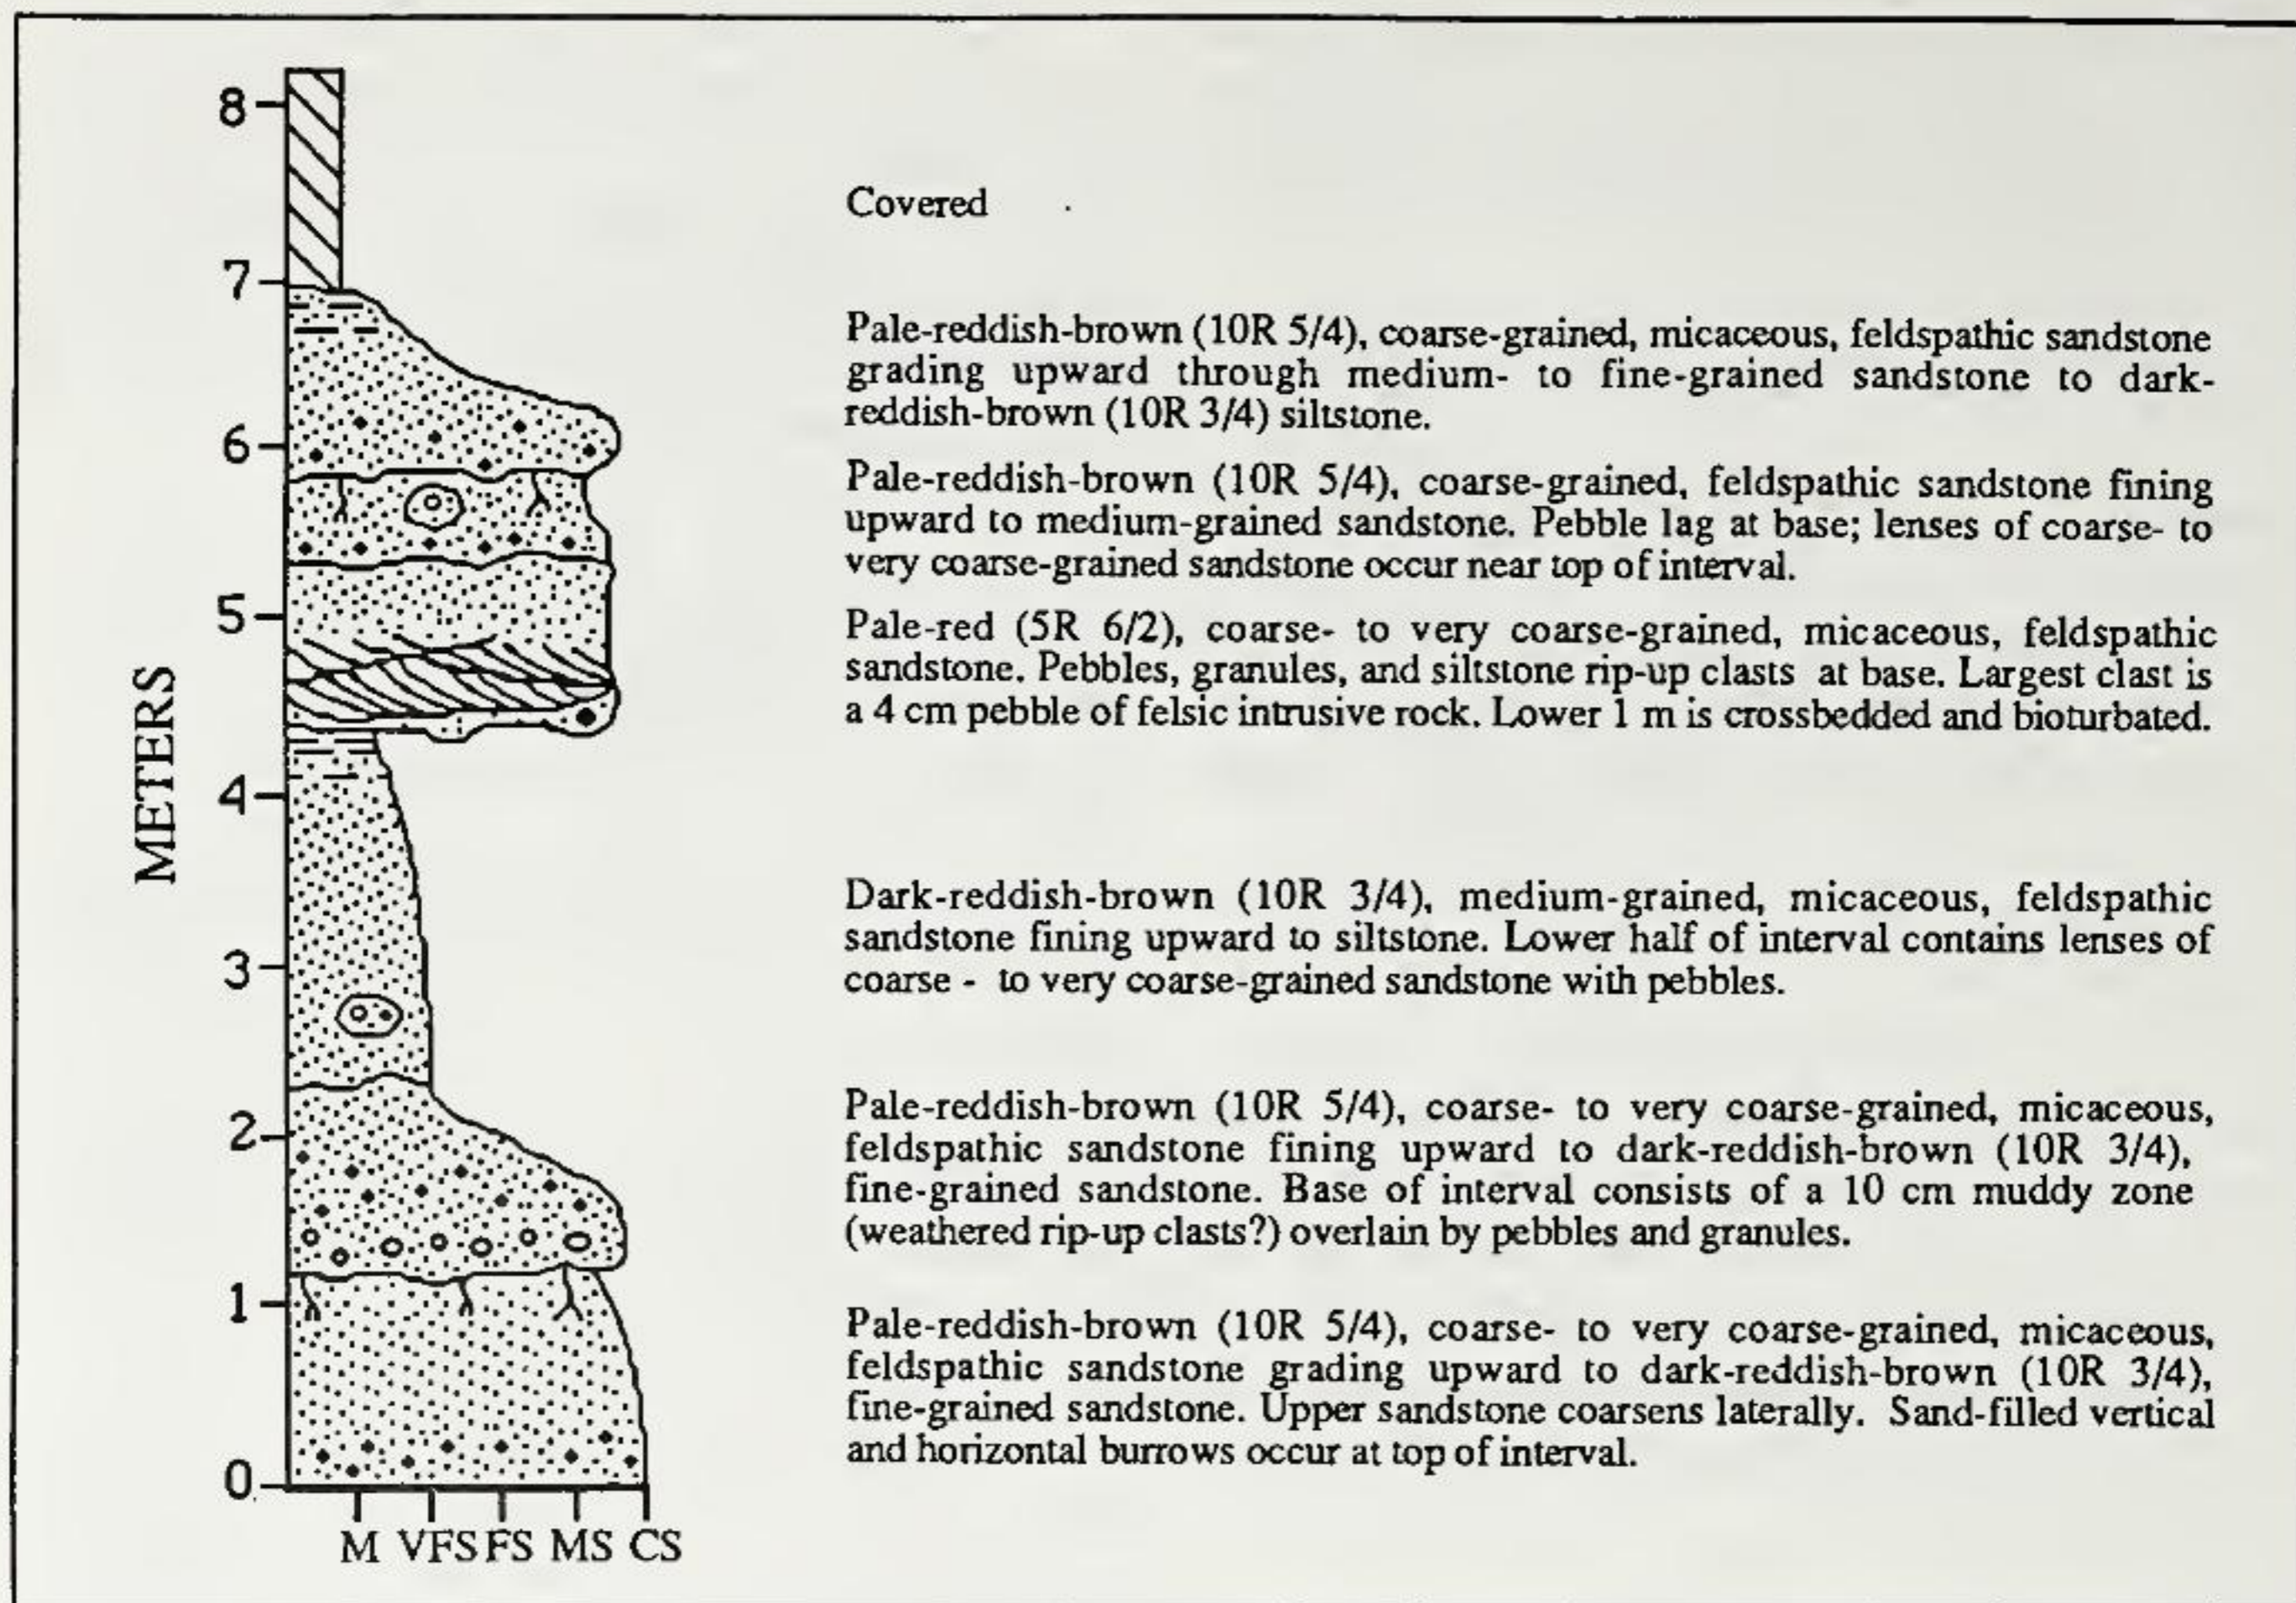 8
Covered
7
Pale-reddish-brown (10R 5/4), coarse-grained, micaceous, feldspathic sandstone
grading upward through medium- to fine-grained sandstone to dark-
reddish-brown (10R 3/4) siltstone.
6
Pale-reddish-brown (10R 5/4), coarse-grained, feldspathic sandstone fining
upward to medium-grained sandstone. Pebble lag at base; lenses of coarse- to
very coarse-grained sandstone occur near top of interval.
5
Pale-red (5R 6/2), coarse- to very coarse-grained, micaceous, feldspathic
sandstone. Pebbles, granules, and siltstone rip-up clasts at base. Largest clast is
a 4 cm pebble of felsic intrusive rock. Lower 1 m is crossbedded and bioturbated.
METERS
4
Dark-reddish-brown (10R 3/4), medium-grained, micaceous, feldspathic
sandstone fining upward to siltstone. Lower half of interval contains lenses of
coarse - to very coarse-grained sandstone with pebbles.
3
Pale-reddish-brown (10R 5/4), coarse- to very coarse-grained, micaceous,
feldspathic sandstone fining upward to dark-reddish-brown (10R 3/4),
fine-grained sandstone. Base of interval consists of a 10 cm muddy zone
(weathered rip-up clasts?) overlain by pebbles and granules.
2
1
Pale-reddish-brown (10R 5/4), coarse- to very coarse-grained, micaceous,
feldspathic sandstone grading upward to dark-reddish-brown (10R 3/4),
fine-grained sandstone. Upper sandstone coarsens laterally. Sand-filled vertical
and horizontal burrows occur at top of interval.
0
M VFS FS MS CS